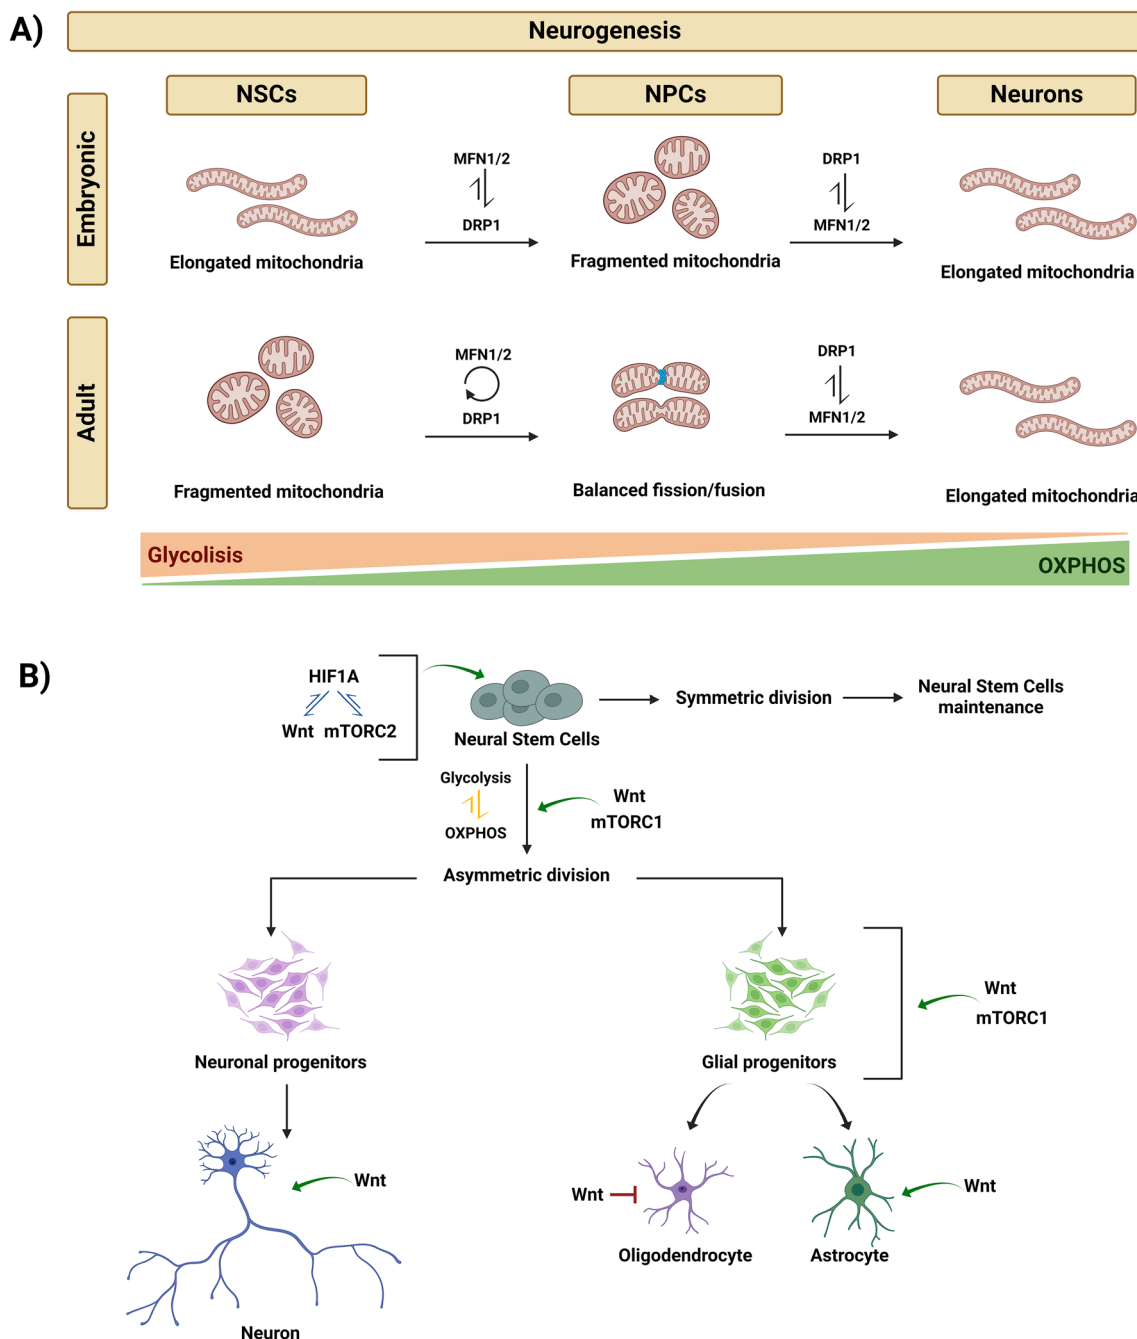 A)
Neurogenesis
NSCs
NPCs
Neurons
Embryonic
MFN1/2
DRP1
DRP1
MFN1/2
Elongated mitochondria
Fragmented mitochondria
Elongated mitochondria
Adult
MFN1/2
DRP1
DRP1
MFN1/2
Fragmented mitochondria
Balanced fission/fusion
Elongated mitochondria
Glycolisis
OXPHOS
B)
HIF1A
Wnt mTORC2
Neural Stem Cells
Symmetric division
Neural Stem Cells
maintenance
Glycolysis
OXPHOS
Wnt
mTORC1
Asymmetric division
Neuronal progenitors
Glial progenitors
Wnt
mTORC1
Wnt
Neuron
Wnt
Oligodendrocyte
Wnt
Astrocyte